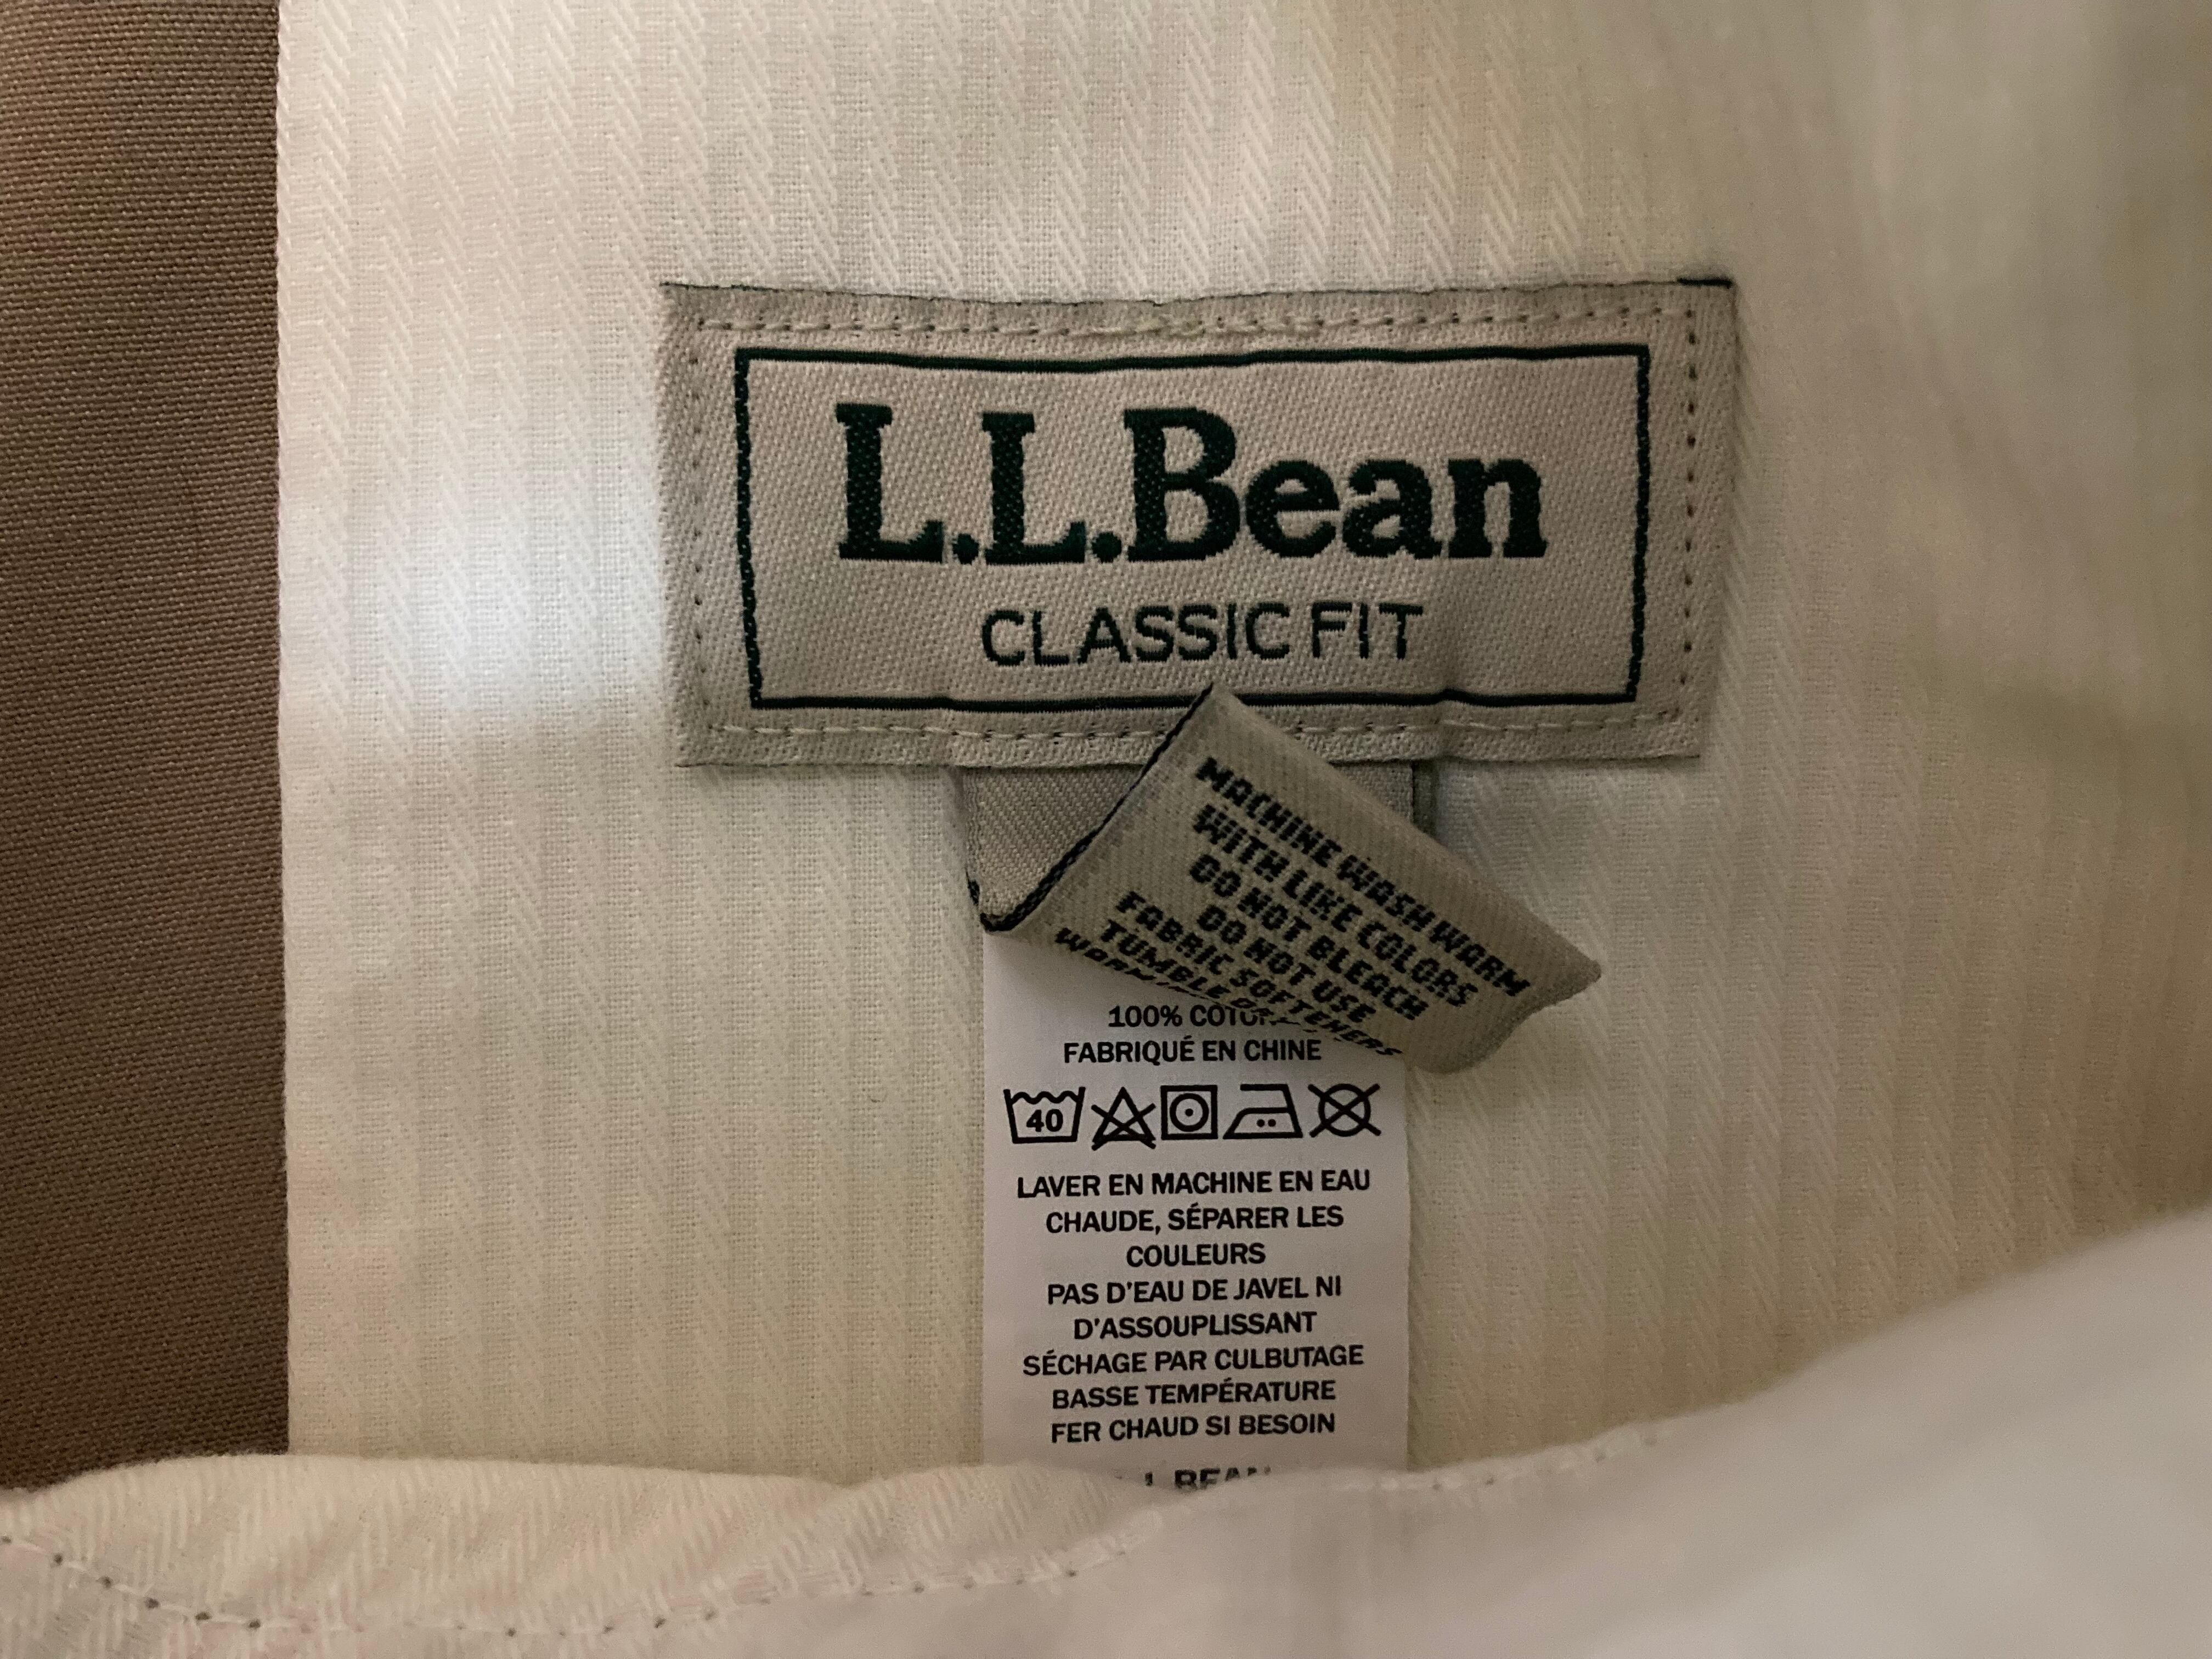 L.L.Bean
CLASSIC FIT
MACHINE WASH WARM
WITH LIKE COLORS
DO NOT BLEACH
DO NOT USE
FABRIC SOFTENERS
TUMBLE
WARM
100%
FABRIQUÉ EN CHINE
40
LAVER EN MACHINE EN EAU
CHAUDE, SÉPARER LES
COULEURS
PAS D'EAU DE JAVEL NI
D'ASSOUPLISSANT
SÉCHAGE PAR CULBUTAGE
BASSE TEMPÉRATURE
FER CHAUD SI BESOIN
BEAN